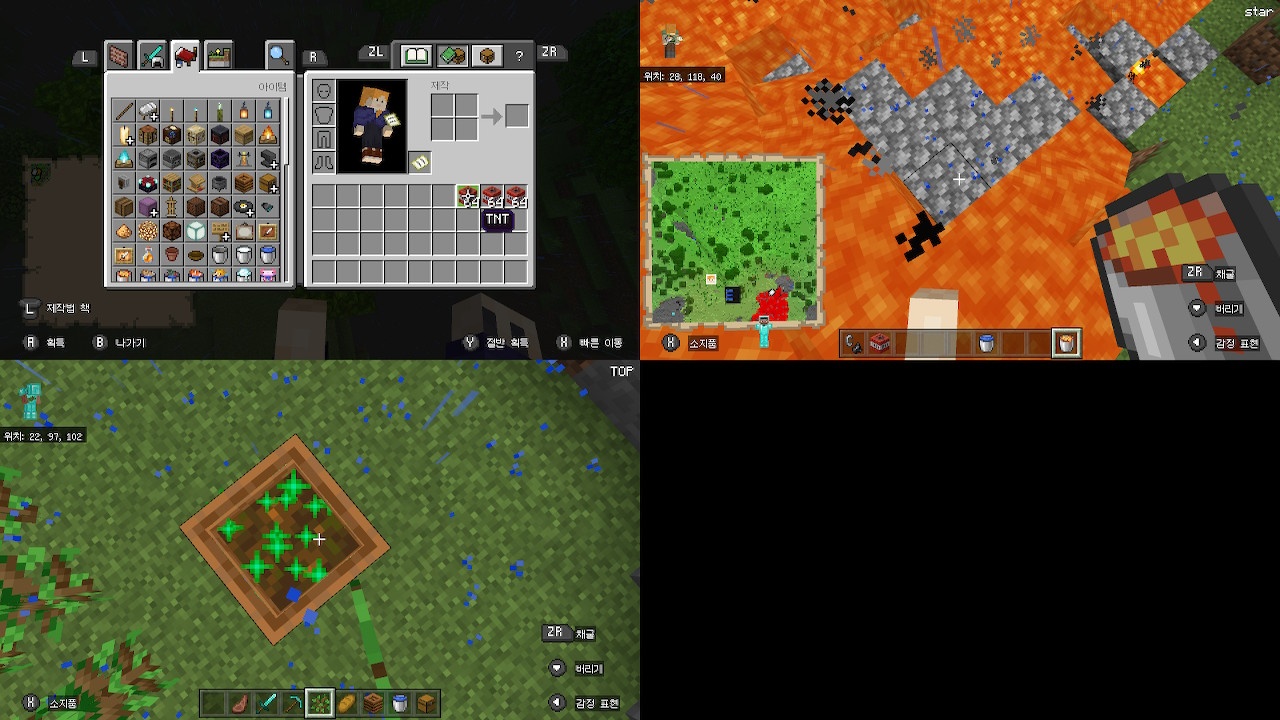 L
R
ZL
?
ZR
아이템
제작
64
64
64
TNT
L 제작법 책
A 획득
B 나가기
Y 절반 획득
X 빠른 이동
star
위치: 28, 118, 40
ZR 채굴
버리기
감정 표현
X 소지품
TOP
위치: 22, 97, 102
ZR 채굴
버리기
감정 표현
X 소지품